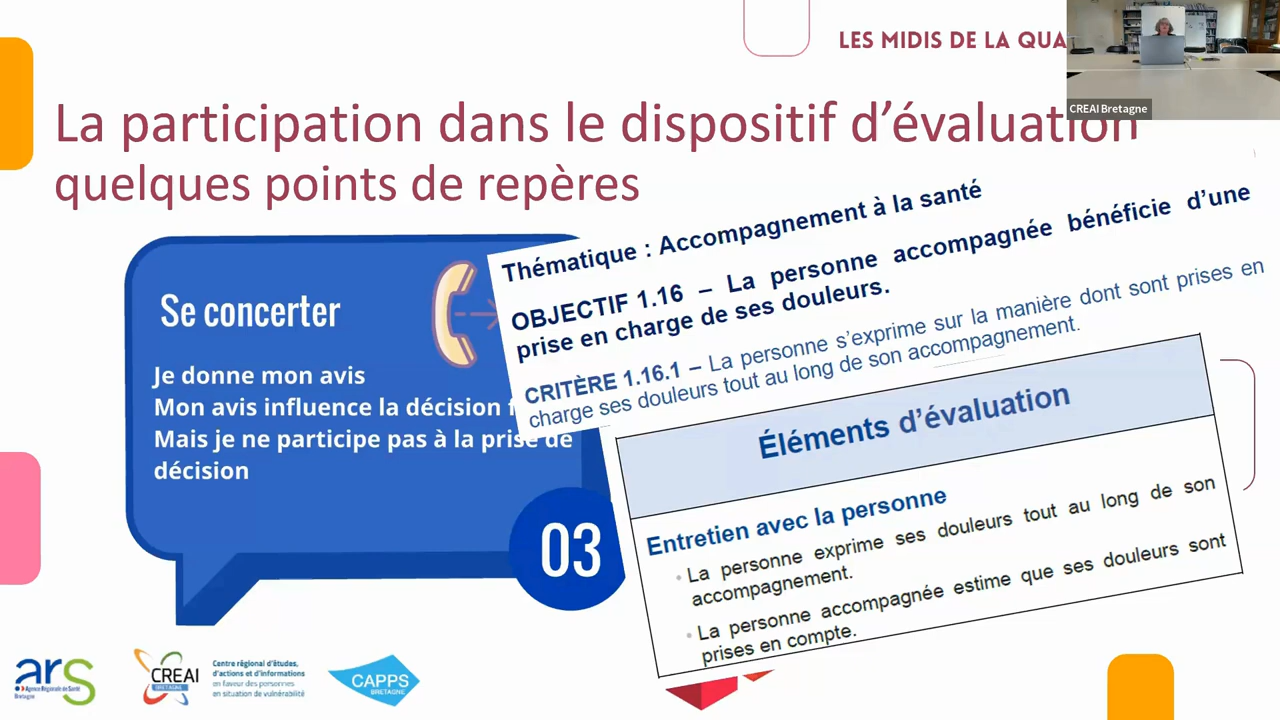 LES MIDIS DE LA QUA
CREAI Bretagne
La participation dans le dispositif d'évaluation
quelques points de repères
Se concerter
Je donne mon avis
Mon avis influence la décision f
Mais je ne participe pas à la prise de
décision
03
Thématique : Accompagnement à la santé
OBJECTIF 1.16 – La personne accompagnée bénéficie d'une
prise en charge de ses douleurs.
CRITÈRE 1.16.1 – La personne s'exprime sur la manière dont sont prises en
charge ses douleurs tout au long de son accompagnement.
Éléments d'évaluation
Entretien avec la personne
• La personne exprime ses douleurs tout au long de son
accompagnement.
• La personne accompagnée estime que ses douleurs sont
prises en compte.
ars
Agence Régionale de Santé
Bretagne
CREAI
BRETAGNE
Centre régional d'études,
d'actions et d'informations
en faveur des personnes
en situation de vulnérabilité
CAPPS
BRETAGNE